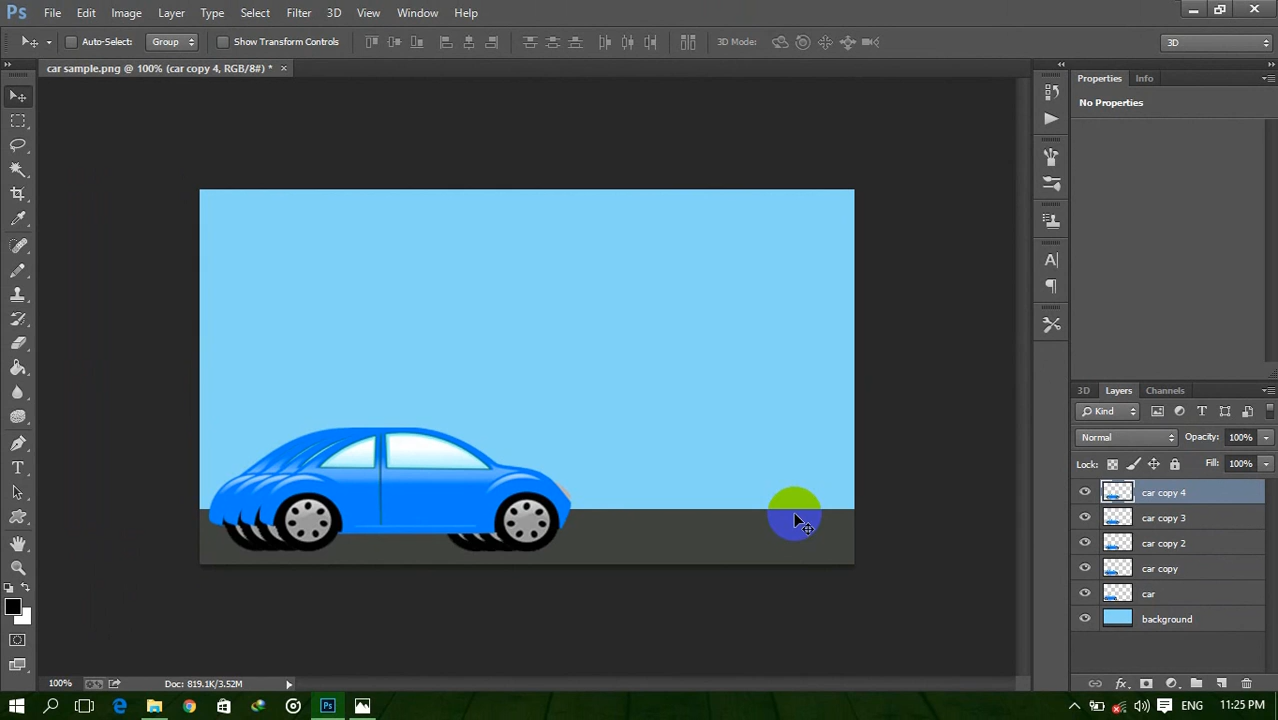 Ps File Edit Image Layer Type Select Filter 3D View Window Help
Auto-Select: Group Show Transform Controls 3D Mode: 3D
car sample.png @ 100% (car copy 4, RGB/8#) * ×
Properties Info
No Properties
3D Layers Channels
Kind T
Normal Opacity: 100%
Lock: Fill: 100%
car copy 4
car copy 3
car copy 2
car copy
car
background
A
T
fx
100% Doc: 819.1K/3.52M
Ps ENG 11:25 PM